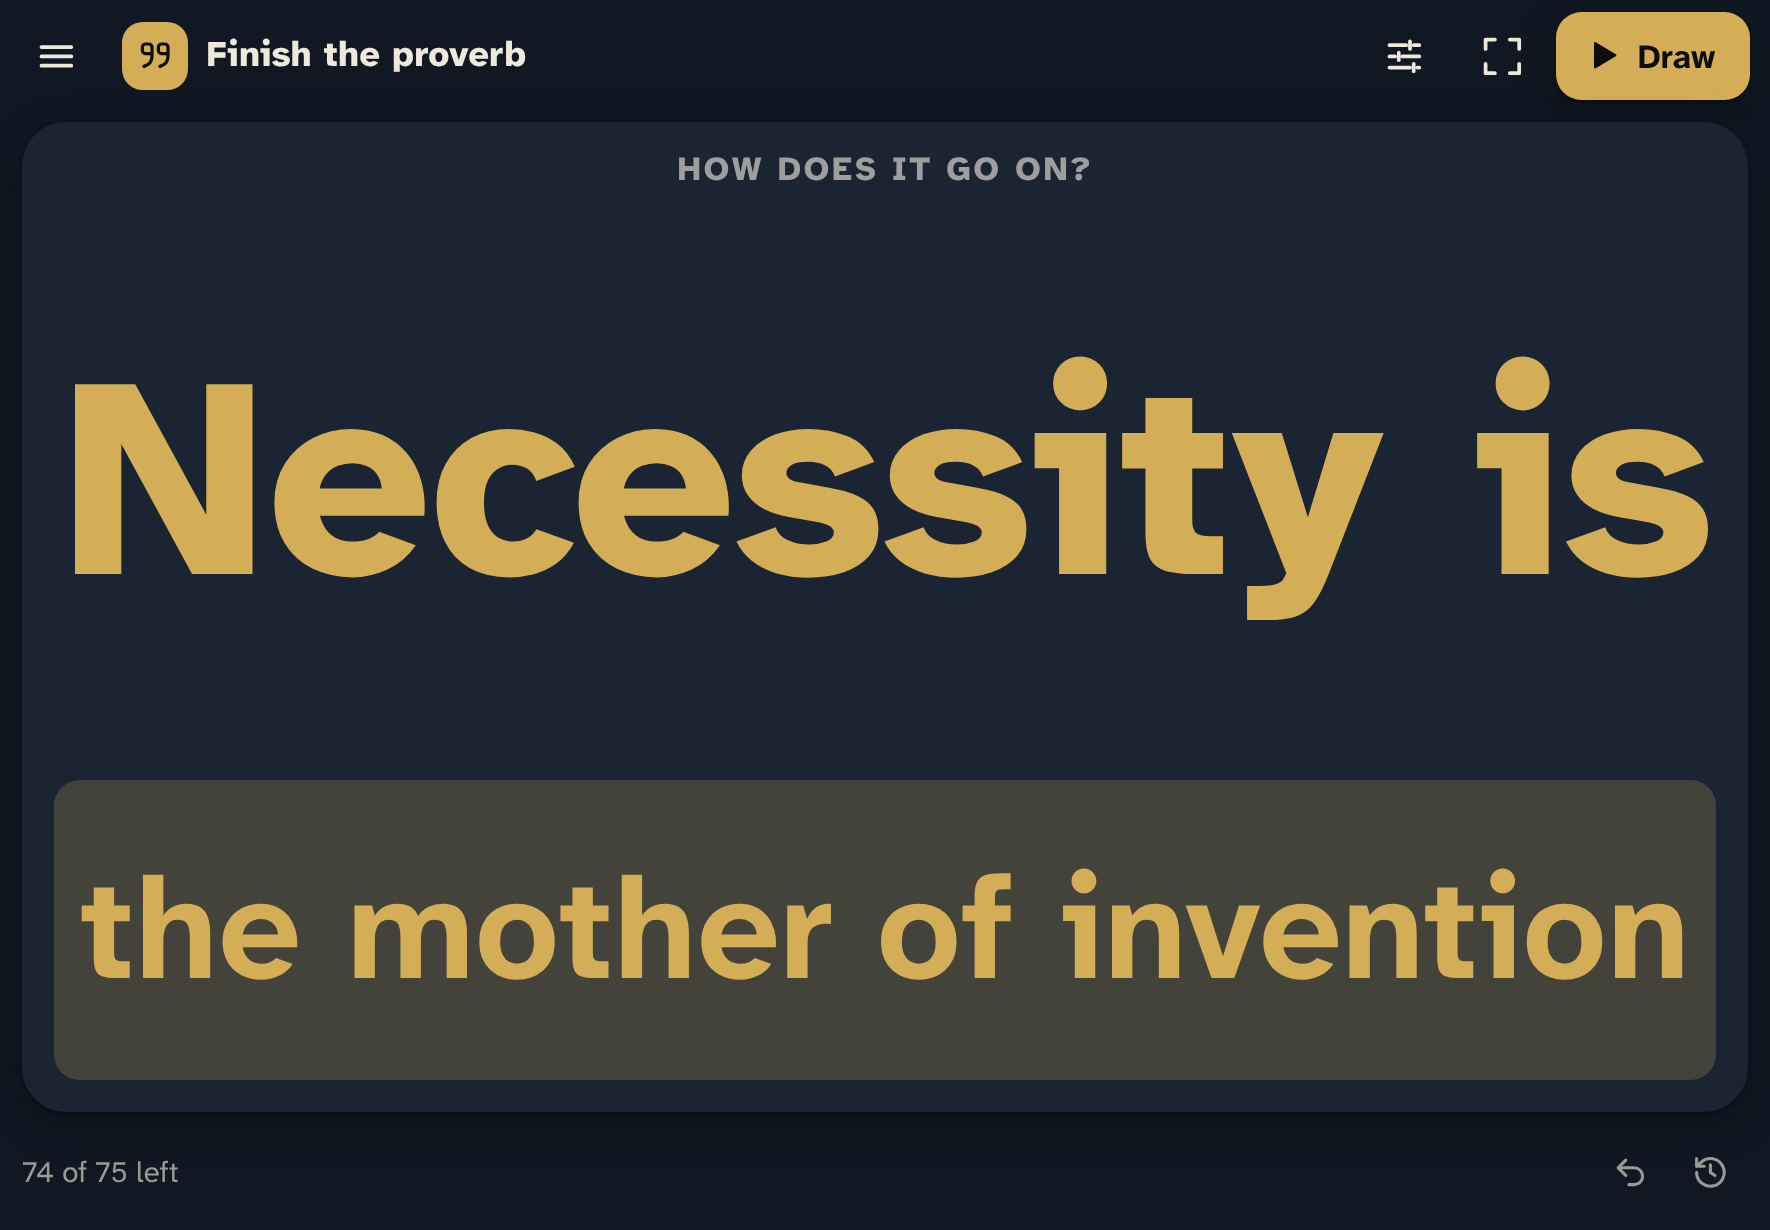 Finish the proverb
Draw
HOW DOES IT GO ON?
Necessity is
the mother of invention
74 of 75 left